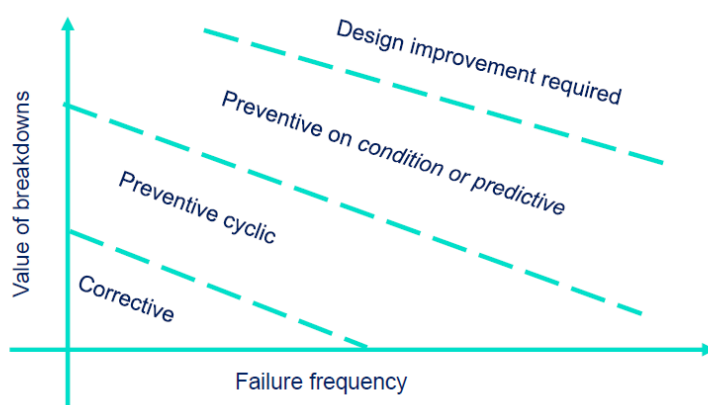 Design improvement required
Preventive on condition or predictive
Preventive cyclic
Corrective
Value of breakdowns
Failure frequency